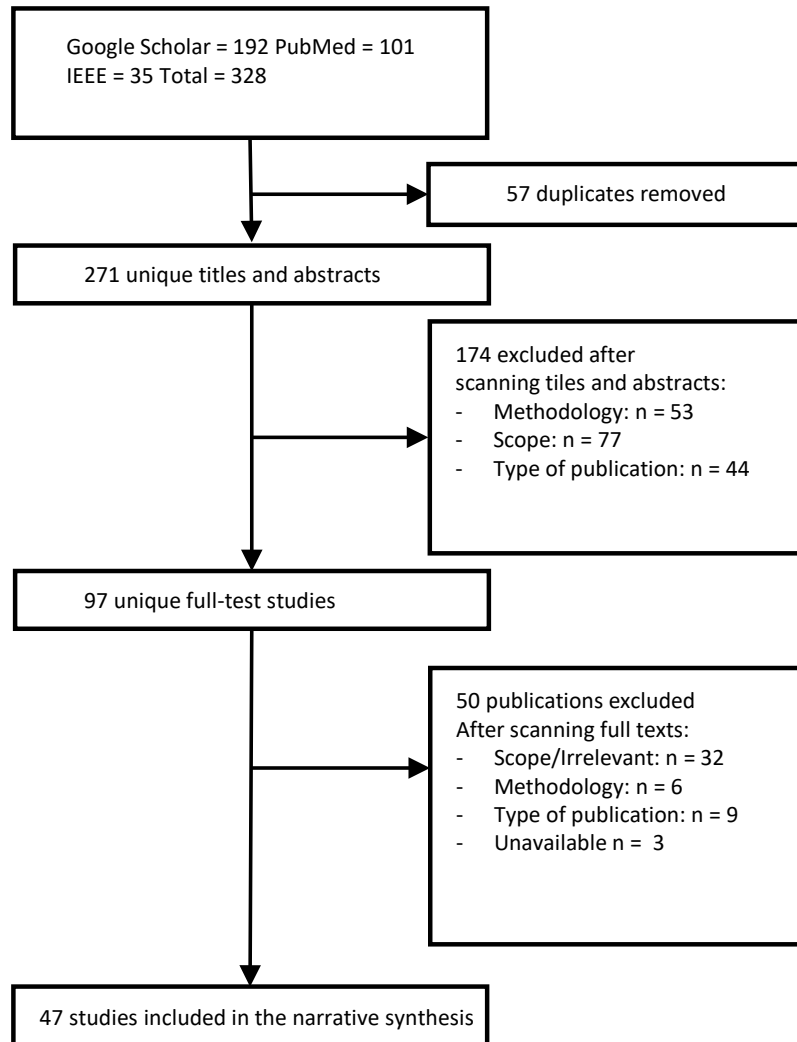 Google Scholar = 192 PubMed = 101
IEEE = 35 Total = 328
57 duplicates removed
271 unique titles and abstracts
174 excluded after
scanning tiles and abstracts:
- Methodology: n = 53
- Scope: n = 77
- Type of publication: n = 44
97 unique full-test studies
50 publications excluded
After scanning full texts:
- Scope/Irrelevant: n = 32
- Methodology: n = 6
- Type of publication: n = 9
- Unavailable n = 3
47 studies included in the narrative synthesis